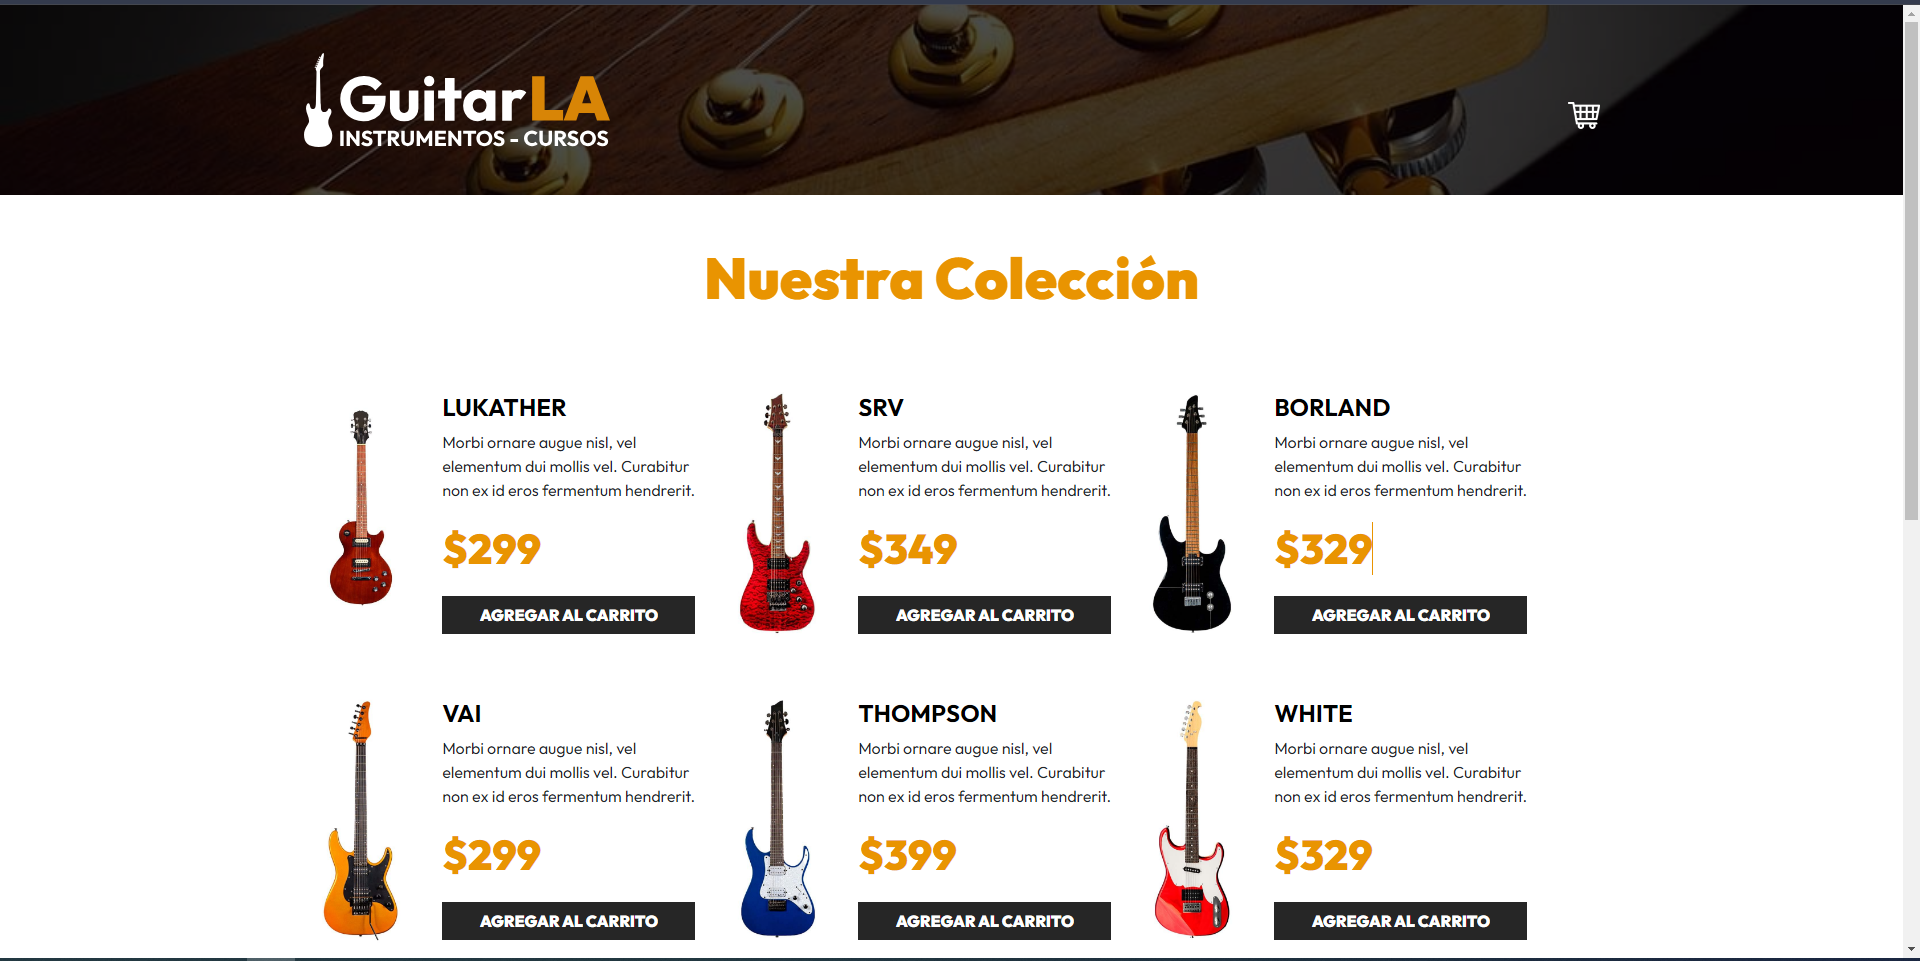 GuitarLA
INSTRUMENTOS - CURSOS
Nuestra Colección
LUKATHER
Morbi ornare augue nisl, vel
elementum dui mollis vel. Curabitur
non ex id eros fermentum hendrerit.
$299
AGREGAR AL CARRITO
SRV
Morbi ornare augue nisl, vel
elementum dui mollis vel. Curabitur
non ex id eros fermentum hendrerit.
$349
AGREGAR AL CARRITO
BORLAND
Morbi ornare augue nisl, vel
elementum dui mollis vel. Curabitur
non ex id eros fermentum hendrerit.
$329
AGREGAR AL CARRITO
VAI
Morbi ornare augue nisl, vel
elementum dui mollis vel. Curabitur
non ex id eros fermentum hendrerit.
$299
AGREGAR AL CARRITO
THOMPSON
Morbi ornare augue nisl, vel
elementum dui mollis vel. Curabitur
non ex id eros fermentum hendrerit.
$399
AGREGAR AL CARRITO
WHITE
Morbi ornare augue nisl, vel
elementum dui mollis vel. Curabitur
non ex id eros fermentum hendrerit.
$329
AGREGAR AL CARRITO